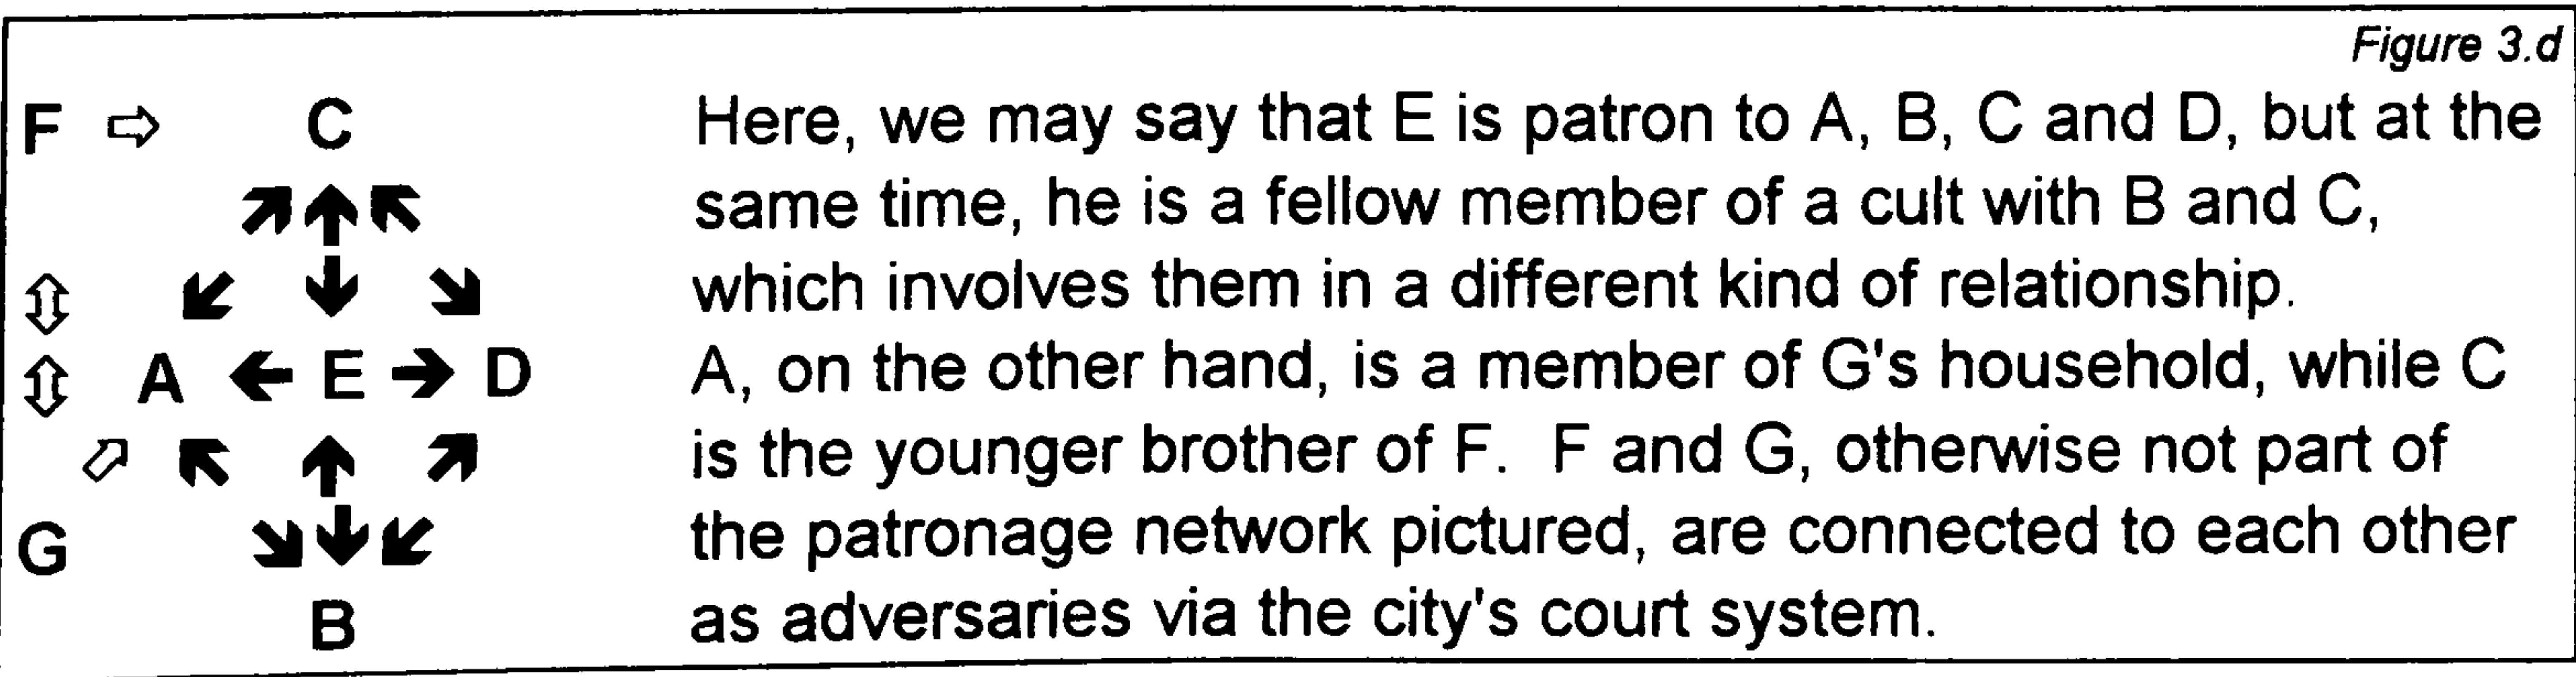 Figure 3.d
F ⇨ C
Here, we may say that E is patron to A, B, C and D, but at the
same time, he is a fellow member of a cult with B and C,
which involves them in a different kind of relationship.
A E D
A, on the other hand, is a member of G's household, while C
is the younger brother of F. F and G, otherwise not part of
G
the patronage network pictured, are connected to each other
B
as adversaries via the city's court system.